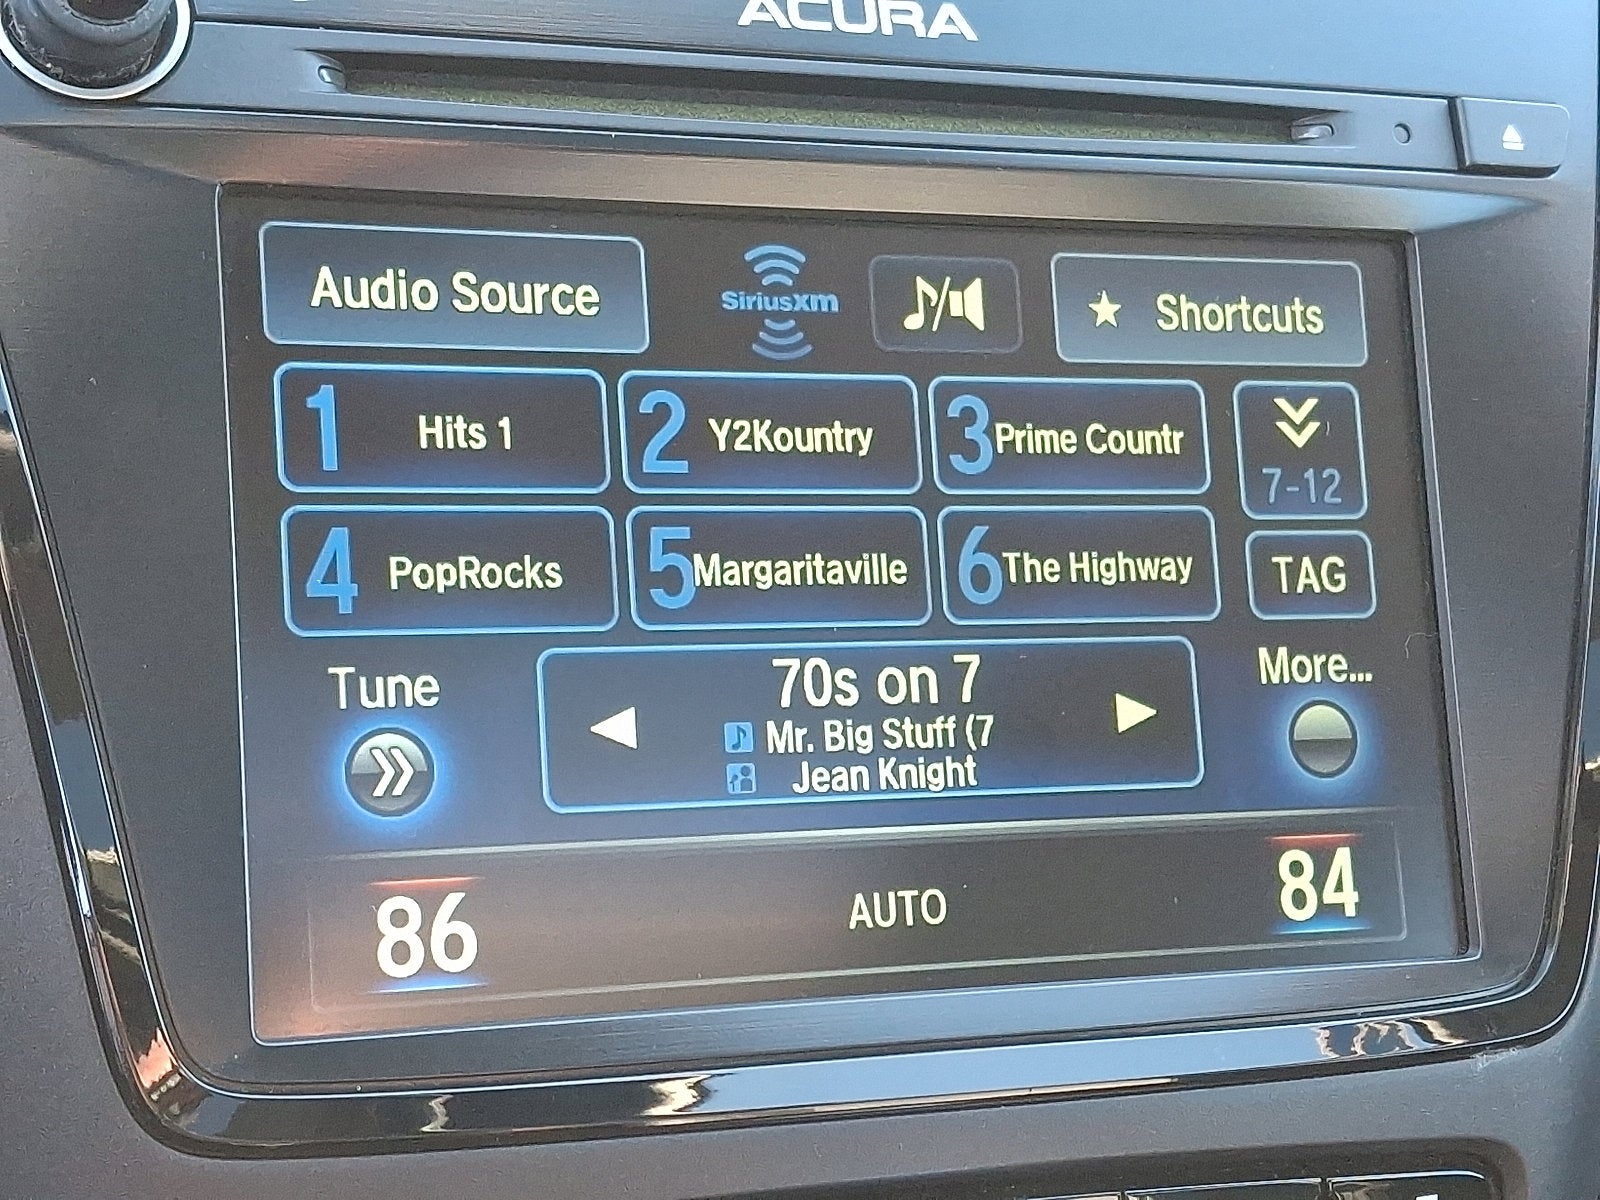 ACURA
Audio Source
SiriusXM
★ Shortcuts
1 Hits 1
2 Y2Kountry
3 Prime Countr
7-12
4 PopRocks
5 Margaritaville
6 The Highway
TAG
Tune
70s on 7
More...
Mr. Big Stuff (7
Jean Knight
86
AUTO
84